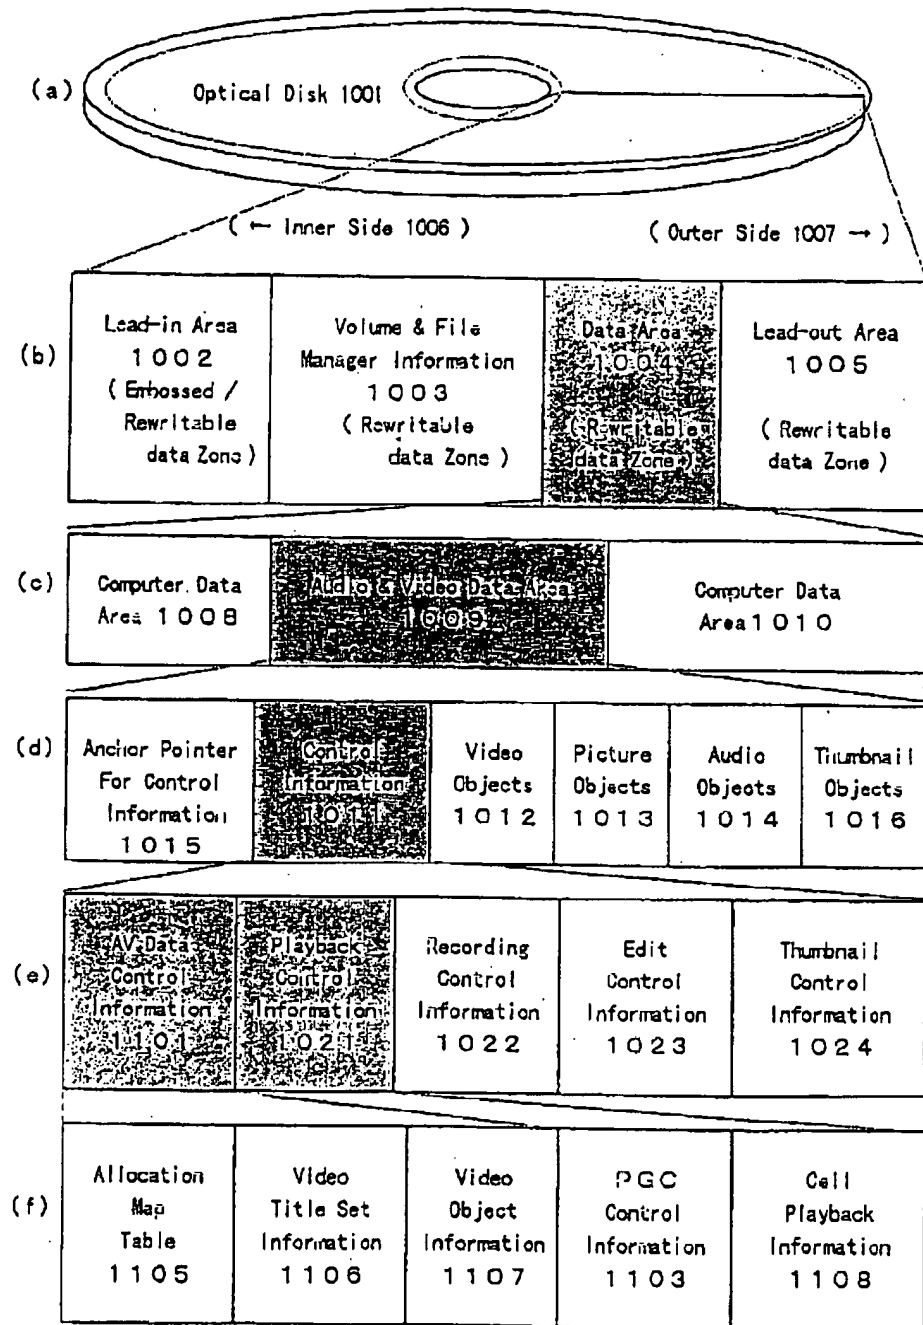 (a)
Optical Disk 1001
( ← Inner Side 1006 )
( Outer Side 1007 → )
(b)
Lead-in Area
1002
( Embossed /
Rewritable
data Zone )
Volume & File
Manager Information
1003
( Rewritable
data Zone )
Data Area
1004
( Rewritable
data Zone )
Lead-out Area
1005
( Rewritable
data Zone )
(c)
Computer Data
Area 1008
Audio & Video Data Area
1009
Computer Data
Area 1010
(d)
Anchor Pointer
For Control
Information
1015
Control
Information
1011
Video
Objects
1012
Picture
Objects
1013
Audio
Objects
1014
Thumbnail
Objects
1016
(e)
AV Data
Control
Information
1101
Playback
Control
Information
1021
Recording
Control
Information
1022
Edit
Control
Information
1023
Thumbnail
Control
Information
1024
(f)
Allocation
Map
Table
1105
Video
Title Set
Information
1106
Video
Object
Information
1107
PGC
Control
Information
1103
Cell
Playback
Information
1108